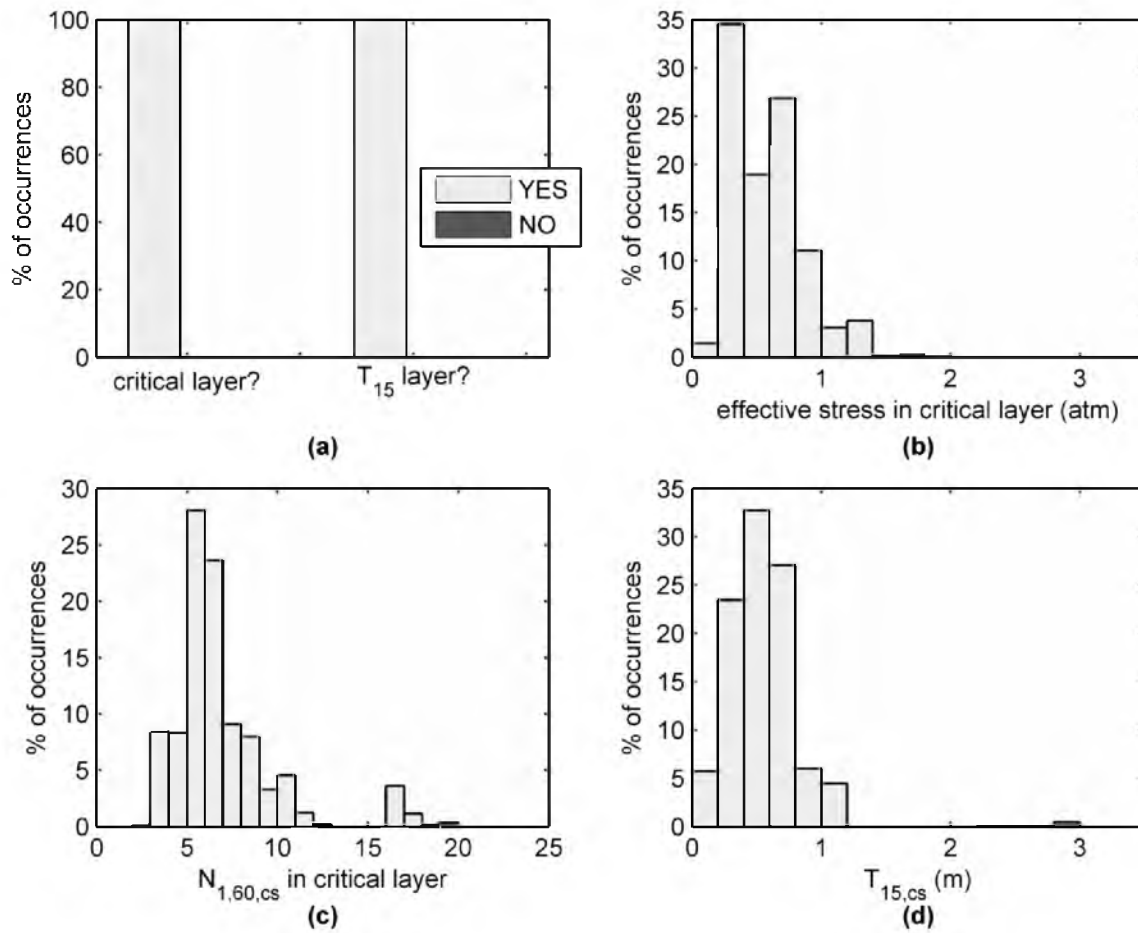 100
80
60
40
20
0
% of occurrences
critical layer?
T15 layer?
YES
NO
(a)
35
30
25
20
15
10
5
0
% of occurrences
0 1 2 3
effective stress in critical layer (atm)
(b)
30
25
20
15
10
5
0
% of occurrences
0 5 10 15 20 25
N1,60,cs in critical layer
(c)
35
30
25
20
15
10
5
0
% of occurrences
0 1 2 3
T15,cs (m)
(d)